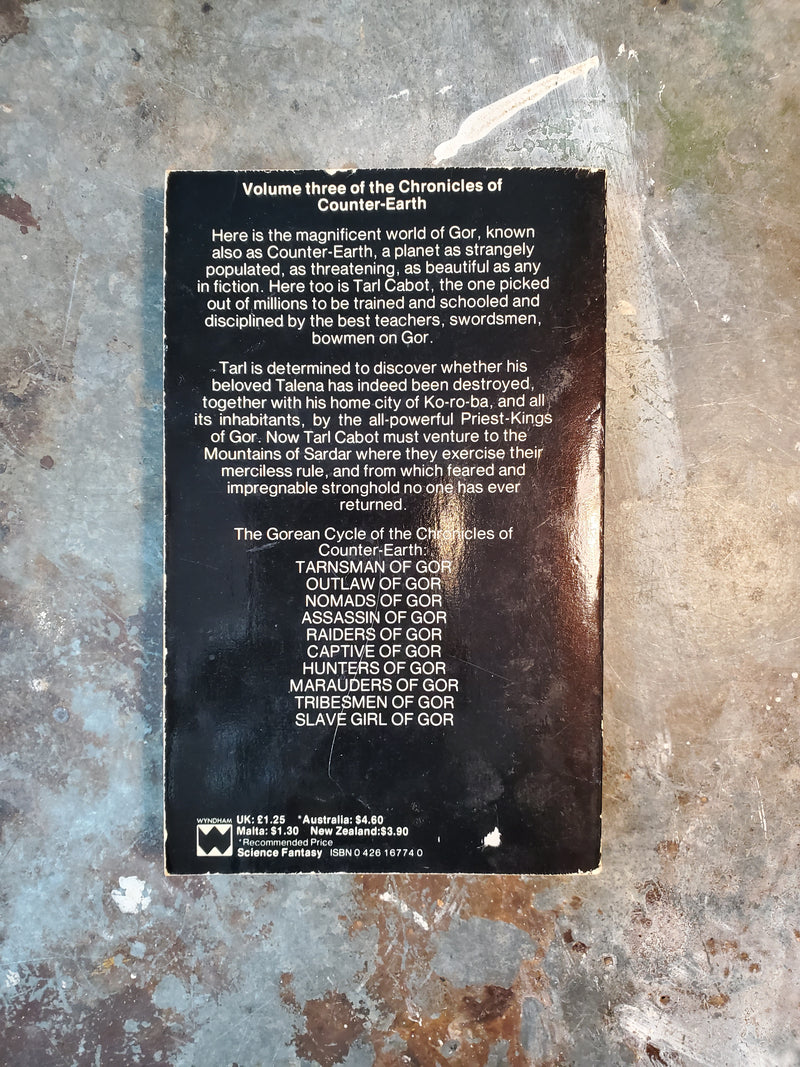 Volume three of the Chronicles of
Counter-Earth
Here is the magnificent world of Gor, known
also as Counter-Earth, a planet as strangely
populated, as threatening, as beautiful as any
in fiction. Here too is Tarl Cabot, the one picked
out of millions to be trained and schooled and
disciplined by the best teachers, swordsmen,
bowmen on Gor.
Tarl is determined to discover whether his
beloved Talena has indeed been destroyed,
together with his home city of Ko-ro-ba, and all
its inhabitants, by the all-powerful Priest-Kings
of Gor. Now Tarl Cabot must venture to the
Mountains of Sardar where they exercise their
merciless rule, and from which feared and
impregnable stronghold no one has ever
returned.
The Gorean Cycle of the Chronicles of
Counter-Earth:
TARNSMAN OF GOR
OUTLAW OF GOR
NOMADS OF GOR
ASSASSIN OF GOR
RAIDERS OF GOR
CAPTIVE OF GOR
HUNTERS OF GOR
MARAUDERS OF GOR
TRIBESMEN OF GOR
SLAVE GIRL OF GOR
WYNDHAM
UK: £1.25 *Australia: $4.60
Malta: $1.30 New Zealand:$3.90
*Recommended Price
Science Fantasy ISBN 0 426 16774 0